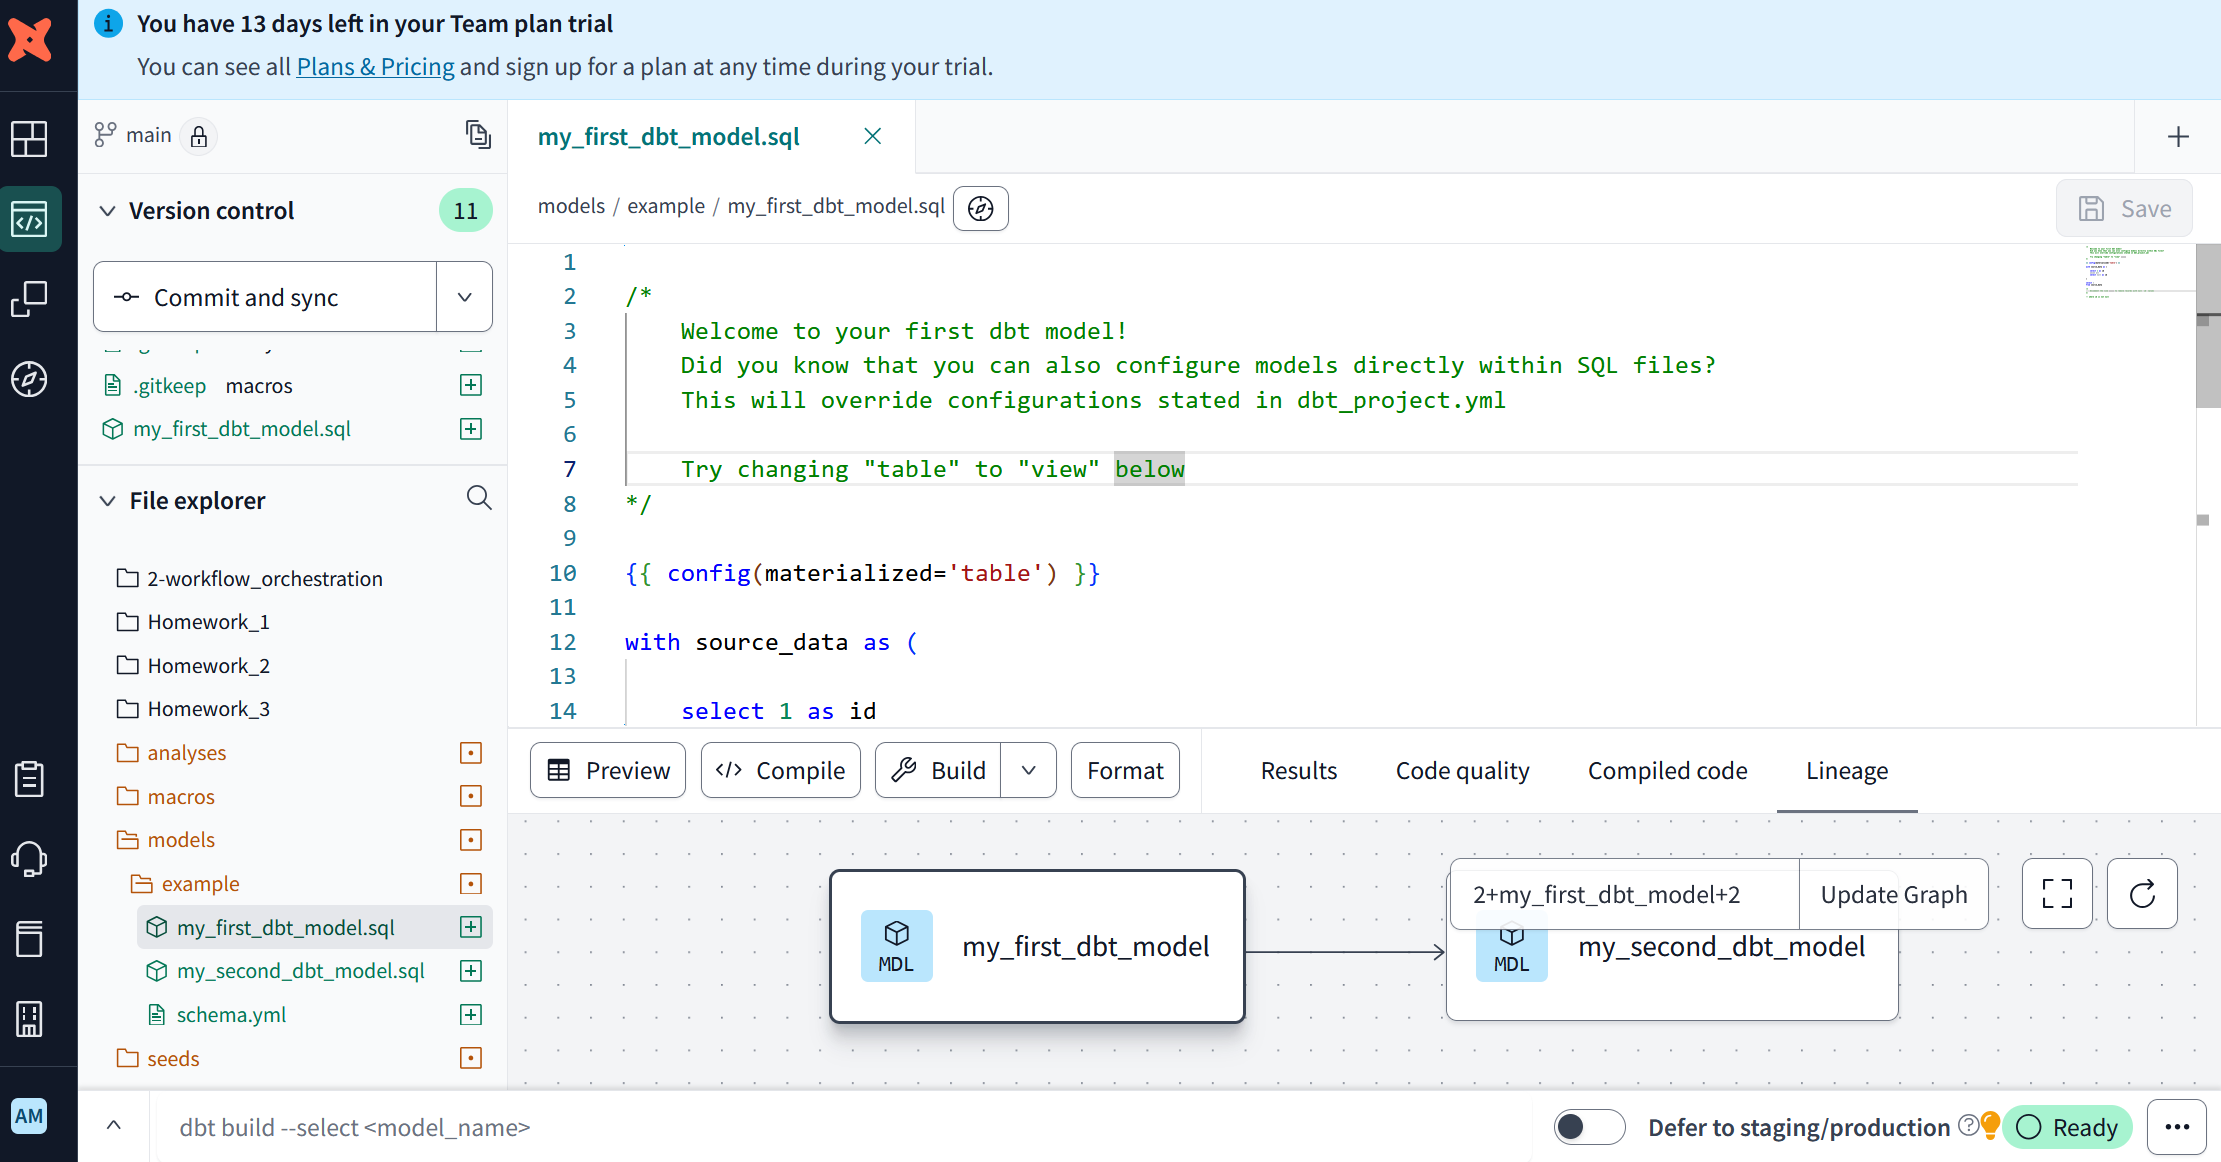 You have 13 days left in your Team plan trial
You can see all Plans & Pricing and sign up for a plan at any time during your trial.
main
Version control
11
Commit and sync
.gitkeep macros
my_first_dbt_model.sql
File explorer
2-workflow_orchestration
Homework_1
Homework_2
Homework_3
analyses
macros
models
example
my_first_dbt_model.sql
my_second_dbt_model.sql
schema.yml
seeds
AM
my_first_dbt_model.sql
models / example / my_first_dbt_model.sql
Save
1
2 /*
3 Welcome to your first dbt model!
4 Did you know that you can also configure models directly within SQL files?
5 This will override configurations stated in dbt_project.yml
6
7 Try changing "table" to "view" below
8 */
9
10 {{ config(materialized='table') }}
11
12 with source_data as (
13
14 select 1 as id
Preview
Compile
Build
Format
Results
Code quality
Compiled code
Lineage
MDL
my_first_dbt_model
2+my_first_dbt_model+2
Update Graph
MDL
my_second_dbt_model
dbt build --select <model_name>
Defer to staging/production
Ready